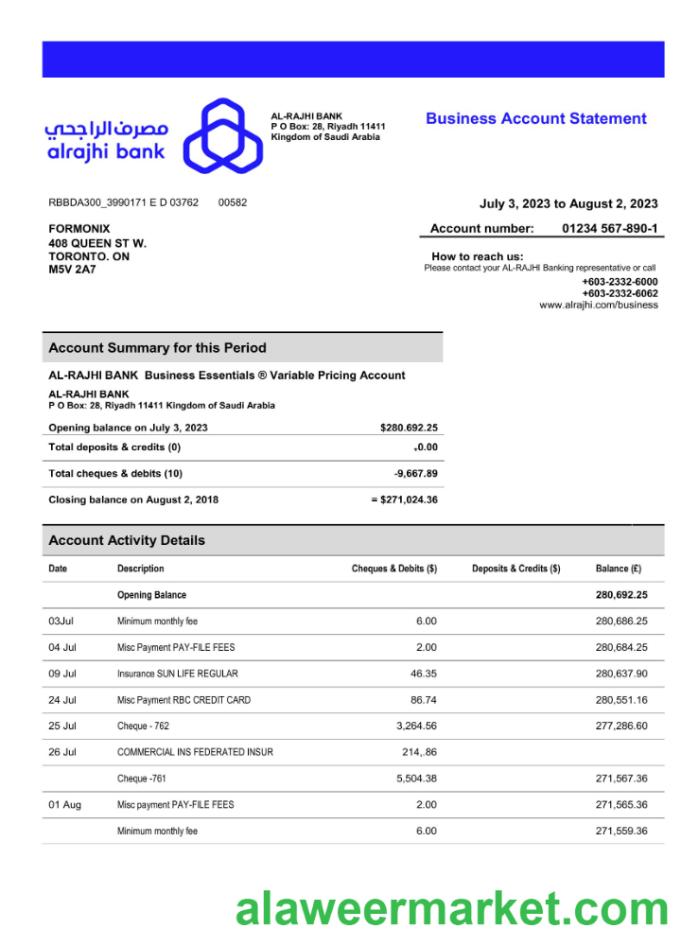 مصرف الراجحي
alrajhi bank
AL-RAJHI BANK
P O Box: 28, Riyadh 11411
Kingdom of Saudi Arabia
Business Account Statement
RBBDA300_3990171 E D 03762 00582
July 3, 2023 to August 2, 2023
FORMONIX
408 QUEEN ST W.
TORONTO. ON
M5V 2A7
Account number: 01234 567-890-1
How to reach us:
Please contact your AL-RAJHI Banking representative or call
+603-2332-6000
+603-2332-6062
www.alrajhi.com/business
Account Summary for this Period
AL-RAJHI BANK Business Essentials ® Variable Pricing Account
AL-RAJHI BANK
P O Box: 28, Riyadh 11411 Kingdom of Saudi Arabia
Opening balance on July 3, 2023 $280.692.25
Total deposits & credits (0) .0.00
Total cheques & debits (10) -9,667.89
Closing balance on August 2, 2018 = $271,024.36
Account Activity Details
Date Description Cheques & Debits ($) Deposits & Credits ($) Balance (£)
Opening Balance 280,692.25
03Jul Minimum monthly fee 6.00 280,686.25
04 Jul Misc Payment PAY-FILE FEES 2.00 280,684.25
09 Jul Insurance SUN LIFE REGULAR 46.35 280,637.90
24 Jul Misc Payment RBC CREDIT CARD 86.74 280,551.16
25 Jul Cheque - 762 3,264.56 277,286.60
26 Jul COMMERCIAL INS FEDERATED INSUR 214,.86
Cheque -761 5,504.38 271,567.36
01 Aug Misc payment PAY-FILE FEES 2.00 271,565.36
Minimum monthly fee 6.00 271,559.36
alaweermarket.com